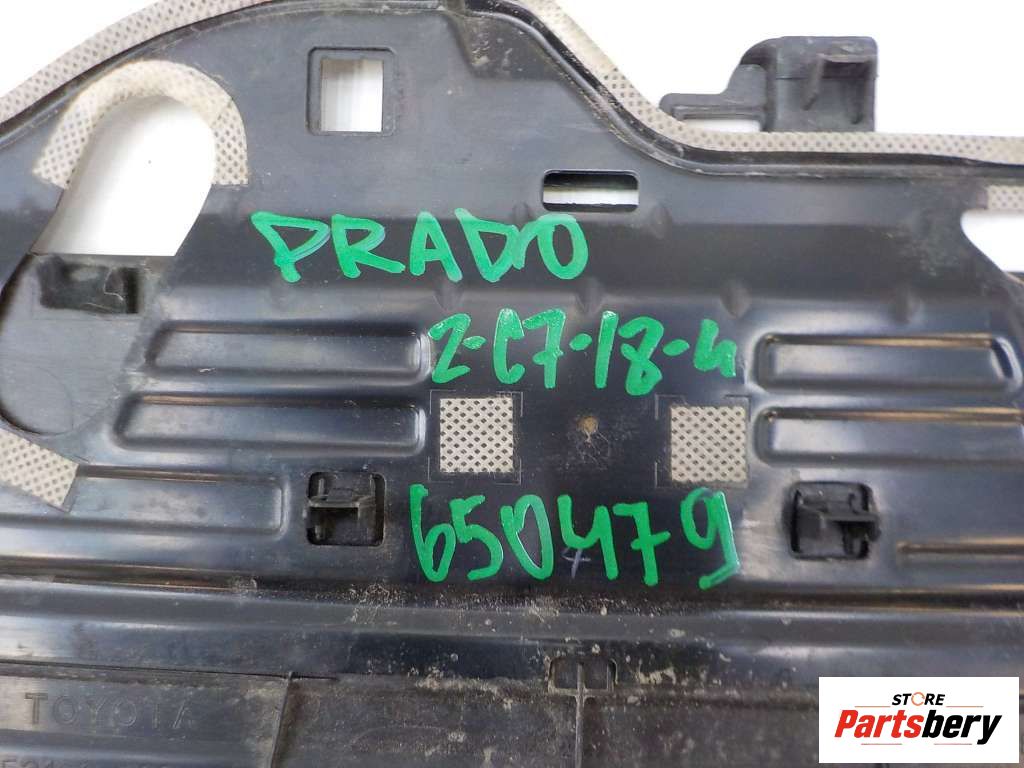 PRADO
2-C7-18-4
650479
TOYOTA
STORE
Partsbery